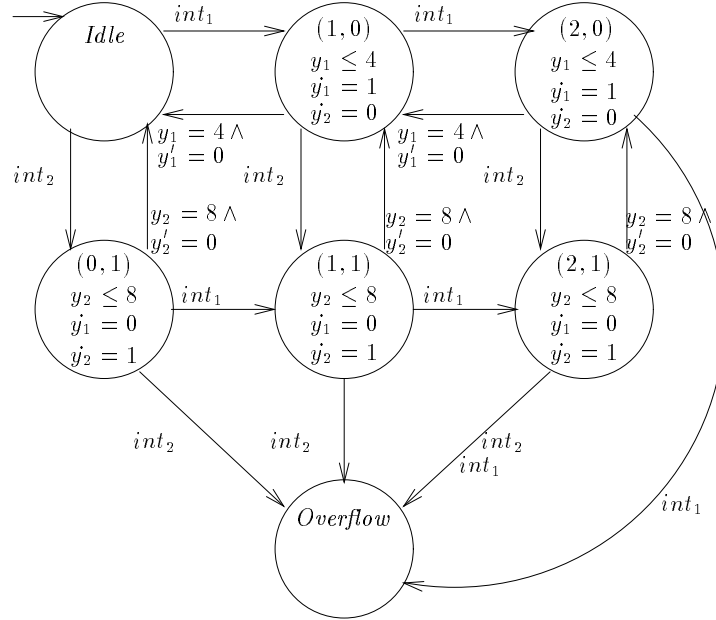 int₁
int₁
Idle
(1, 0)
y₁ ≤ 4
ẏ₁ = 1
ẏ₂ = 0
(2, 0)
y₁ ≤ 4
ẏ₁ = 1
ẏ₂ = 0
y₁ = 4 ∧
y₁′ = 0
y₁ = 4 ∧
y₁′ = 0
int₂
int₂
int₂
y₂ = 8 ∧
y₂′ = 0
y₂ = 8 ∧
y₂′ = 0
y₂ = 8 ∧
y₂′ = 0
(0, 1)
y₂ ≤ 8
ẏ₁ = 0
ẏ₂ = 1
int₁
(1, 1)
y₂ ≤ 8
ẏ₁ = 0
ẏ₂ = 1
int₁
(2, 1)
y₂ ≤ 8
ẏ₁ = 0
ẏ₂ = 1
int₂
int₂
int₂
int₁
int₁
Overflow